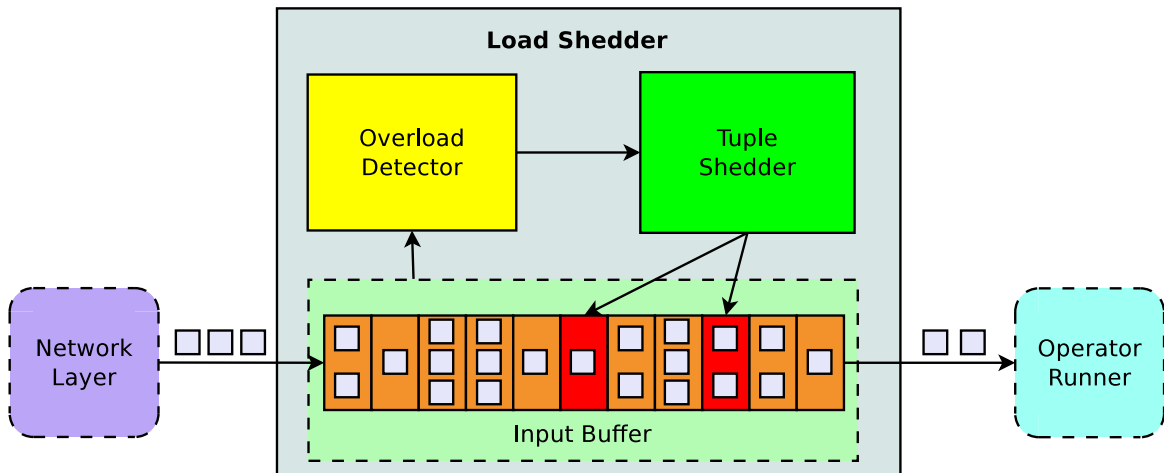 Load Shedder
Overload
Detector
Tuple
Shedder
Network
Layer
Operator
Runner
Input Buffer